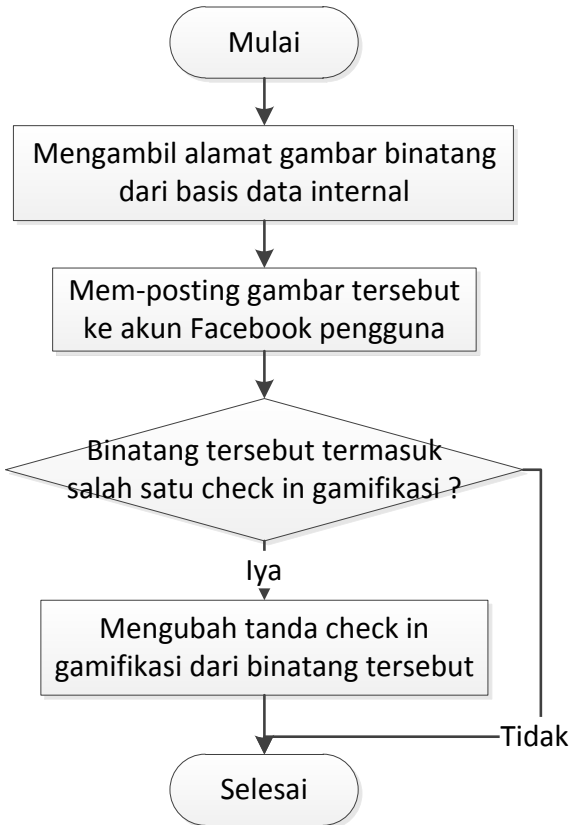 Mulai
Mengambil alamat gambar binatang
dari basis data internal
Mem-posting gambar tersebut
ke akun Facebook pengguna
Binatang tersebut termasuk
salah satu check in gamifikasi ?
Iya
Mengubah tanda check in
gamifikasi dari binatang tersebut
Tidak
Selesai